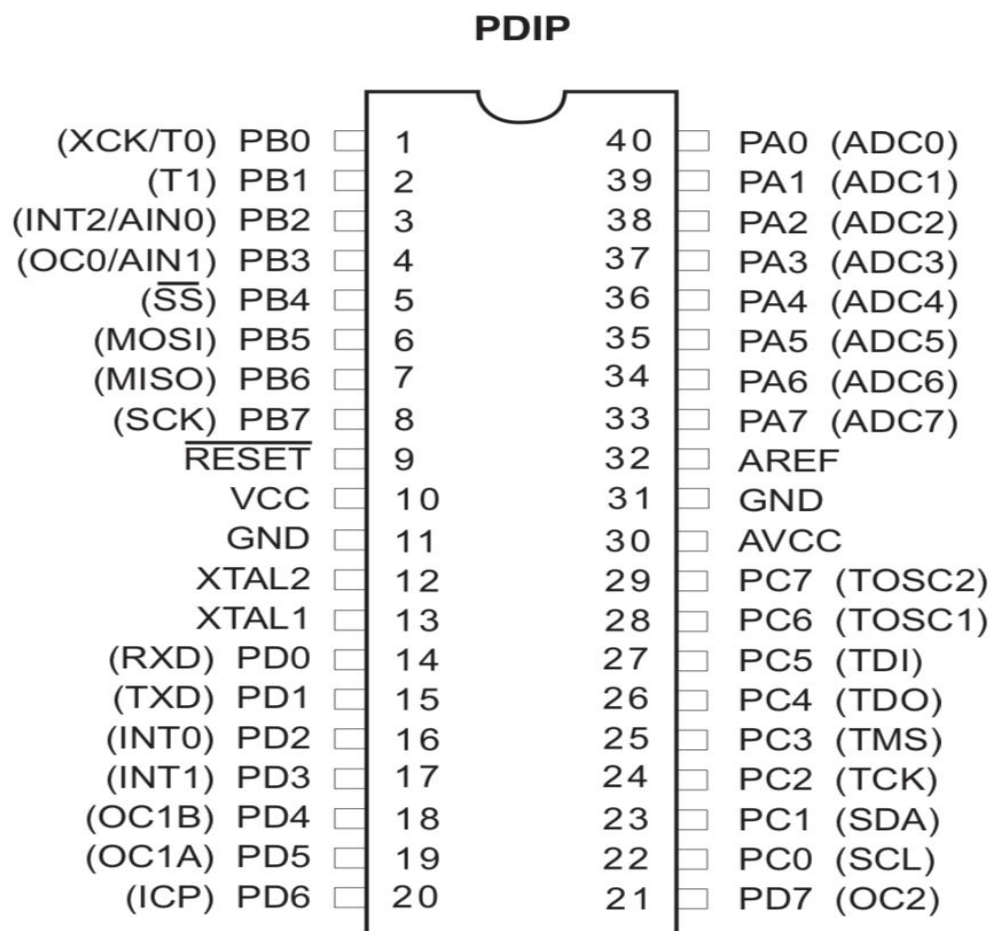 PDIP
(XCK/T0) PB0 1 40 PA0 (ADC0)
(T1) PB1 2 39 PA1 (ADC1)
(INT2/AIN0) PB2 3 38 PA2 (ADC2)
(OC0/AIN1) PB3 4 37 PA3 (ADC3)
(S̅S̅) PB4 5 36 PA4 (ADC4)
(MOSI) PB5 6 35 PA5 (ADC5)
(MISO) PB6 7 34 PA6 (ADC6)
(SCK) PB7 8 33 PA7 (ADC7)
R̅E̅S̅E̅T̅ 9 32 AREF
VCC 10 31 GND
GND 11 30 AVCC
XTAL2 12 29 PC7 (TOSC2)
XTAL1 13 28 PC6 (TOSC1)
(RXD) PD0 14 27 PC5 (TDI)
(TXD) PD1 15 26 PC4 (TDO)
(INT0) PD2 16 25 PC3 (TMS)
(INT1) PD3 17 24 PC2 (TCK)
(OC1B) PD4 18 23 PC1 (SDA)
(OC1A) PD5 19 22 PC0 (SCL)
(ICP) PD6 20 21 PD7 (OC2)